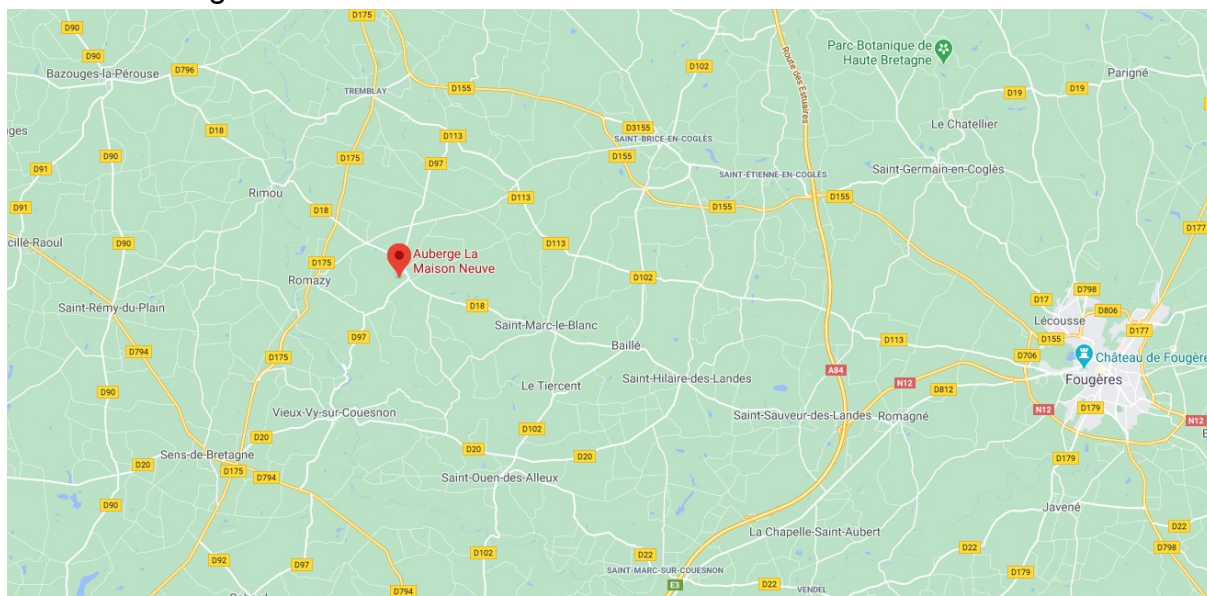 D90
D175
D102
Parc Botanique de
Haute Bretagne
D90
Bazouges-la-Pérouse
D796
D155
Parigné
TREMBLAY
D19
D19
D18
D113
D3155
SAINT-BRICE-EN-COGLÈS
Route des Estuaires
Le Chatellier
D90
D175
D97
D155
D91
SAINT-ÉTIENNE-EN-COGLÈS
Saint-Germain-en-Coglès
Rimou
D113
D155
D155
D91
D18
D177
D90
D113
Auberge La
Maison Neuve
D175
Romazy
D102
Saint-Rémy-du-Plain
D18
D17
D798
D806
Saint-Marc-le-Blanc
Lécousse
D97
D155
D177
D794
D175
Baillé
D113
D706
Château de Fougère
A84
Saint-Hilaire-des-Landes
N12
Fougères
Le Tiercent
D812
D90
Vieux-Vy-sur-Couesnon
Saint-Sauveur-des-Landes
Romagné
N12
D179
N12
D102
D20
D20
D20
Sens-de-Bretagne
D20
D175
D794
Saint-Ouen-des-Alleux
D179
D90
Javené
La Chapelle-Saint-Aubert
D22
D102
D22
D22
D798
D92
D97
SAINT-MARC-SUR-COUESNON
D179
E3
D22
VENDEL
D794